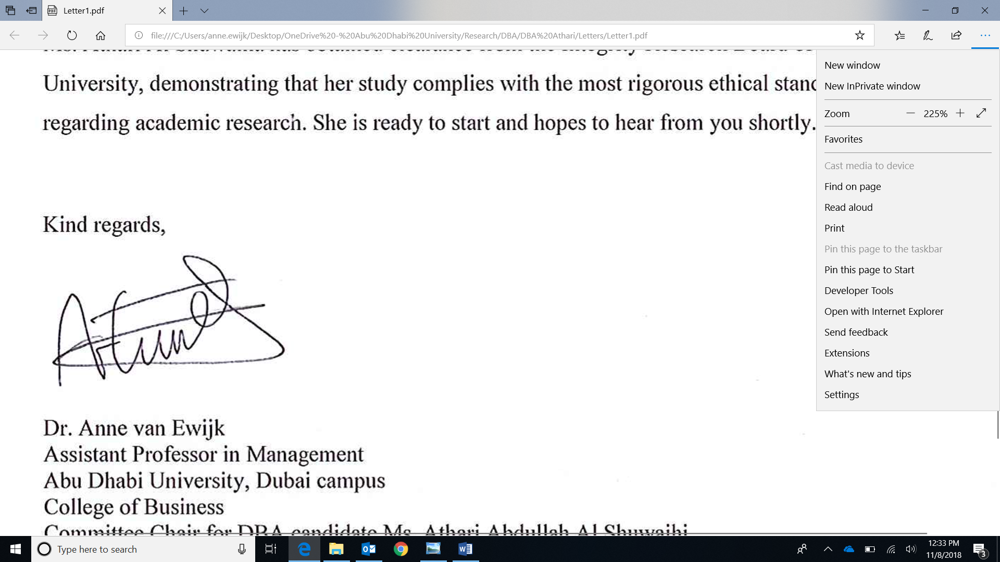 Letter1.pdf
file:///C:/Users/anne.ewijk/Desktop/OneDrive%20-%20Abu%20Dhabi%20University/Research/DBA/DBA%20Athari/Letters/Letter1.pdf
University, demonstrating that her study complies with the most rigorous ethical stand
regarding academic research. She is ready to start and hopes to hear from you shortly.
Kind regards,
Dr. Anne van Ewijk
Assistant Professor in Management
Abu Dhabi University, Dubai campus
College of Business
Committee Chair for DBA candidate Ms. Athari Abdullah Al Shuwaihi
New window
New InPrivate window
Zoom 225%
Favorites
Cast media to device
Find on page
Read aloud
Print
Pin this page to the taskbar
Pin this page to Start
Developer Tools
Open with Internet Explorer
Send feedback
Extensions
What's new and tips
Settings
Type here to search
12:33 PM
11/8/2018
3